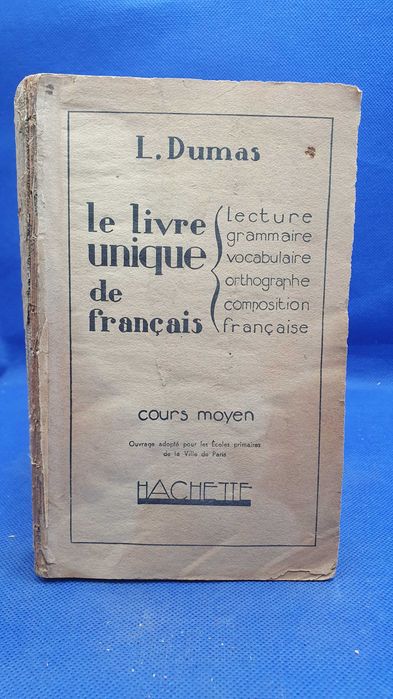 L. Dumas
le livre
unique
de
français
lecture
grammaire
vocabulaire
orthographe
composition
française
cours moyen
Ouvrage adopté pour les Écoles primaires
de la Ville de Paris
HACHETTE